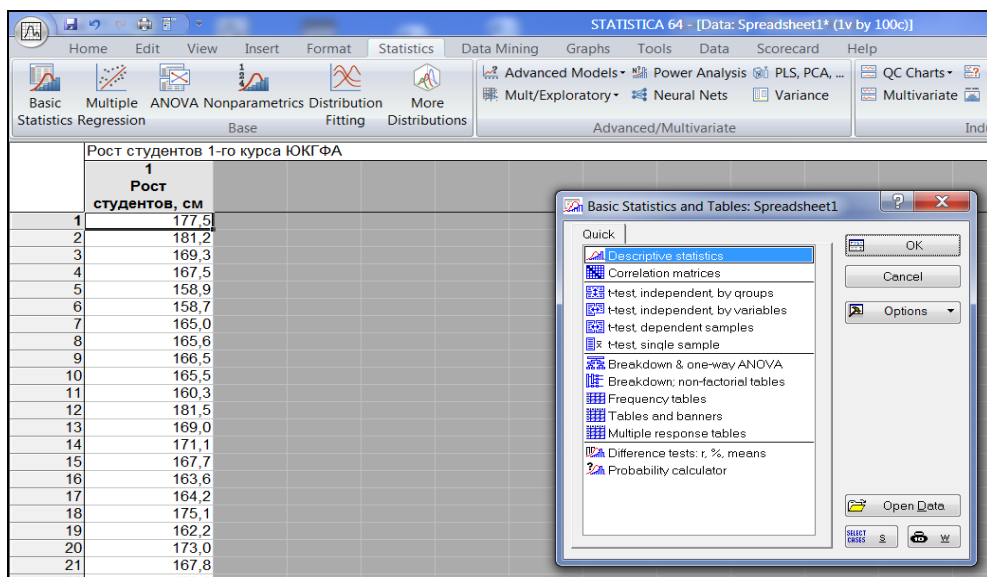 STATISTICA 64 - [Data: Spreadsheet1* (1v by 100c)]
Home Edit View Insert Format Statistics Data Mining Graphs Tools Data Scorecard Help
Basic Statistics
Multiple Regression
ANOVA
Nonparametrics
Distribution Fitting
More Distributions
Base
Advanced Models
Power Analysis
PLS, PCA, ...
Mult/Exploratory
Neural Nets
Variance
Advanced/Multivariate
QC Charts
Multivariate
Рост студентов 1-го курса ЮКГФА
1
Рост
студентов, см
1 177,5
2 181,2
3 169,3
4 167,5
5 158,9
6 158,7
7 165,0
8 165,6
9 166,5
10 165,5
11 160,3
12 181,5
13 169,0
14 171,1
15 167,7
16 163,6
17 164,2
18 175,1
19 162,2
20 173,0
21 167,8
Basic Statistics and Tables: Spreadsheet1
Quick
Descriptive statistics
Correlation matrices
t-test, independent, by groups
t-test, independent, by variables
t-test, dependent samples
t-test, single sample
Breakdown & one-way ANOVA
Breakdown; non-factorial tables
Frequency tables
Tables and banners
Multiple response tables
Difference tests: r, %, means
Probability calculator
OK
Cancel
Options
Open Data
SELECT CASES S
W